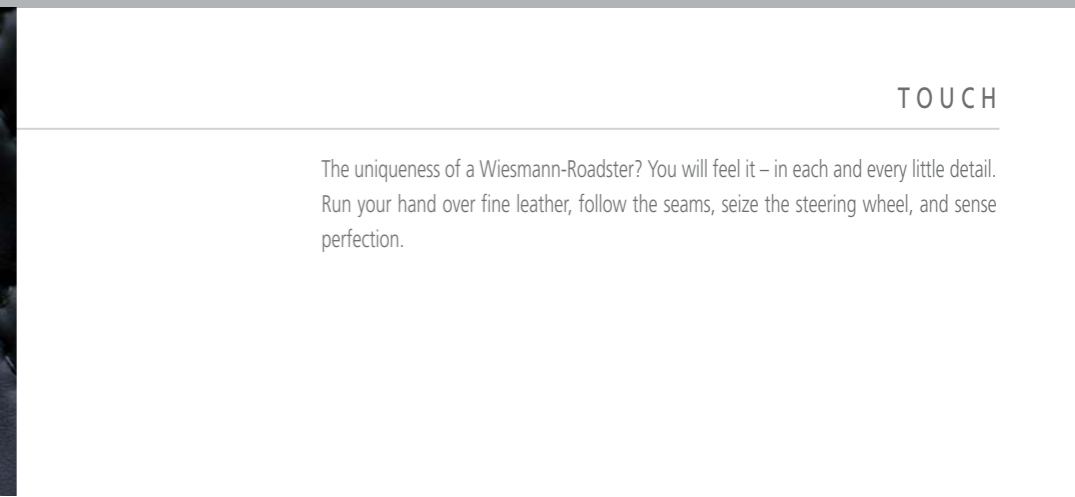 TOUCH
The uniqueness of a Wiesmann-Roadster? You will feel it – in each and every little detail.
Run your hand over fine leather, follow the seams, seize the steering wheel, and sense
perfection.